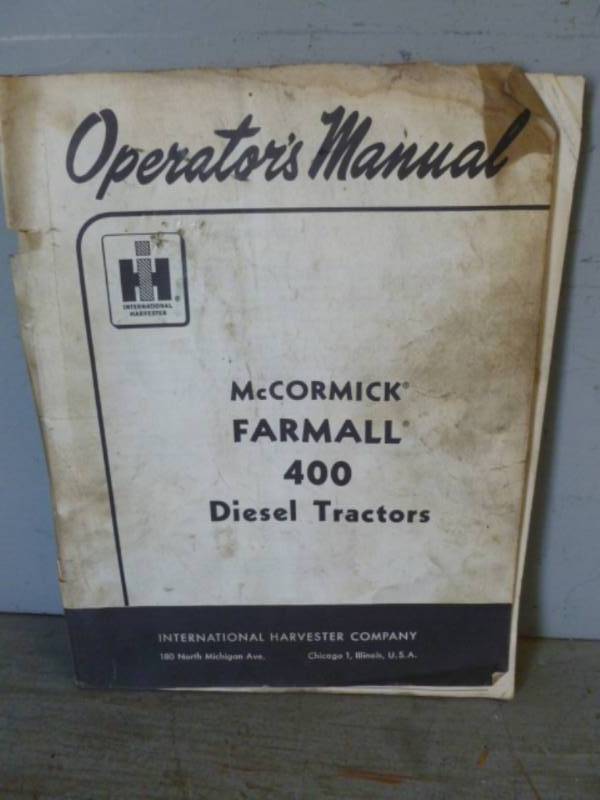 Operator's Manual
IH
INTERNATIONAL
HARVESTER
®
McCORMICK®
FARMALL®
400
Diesel Tractors
INTERNATIONAL HARVESTER COMPANY
180 North Michigan Ave. Chicago 1, Illinois, U.S.A.